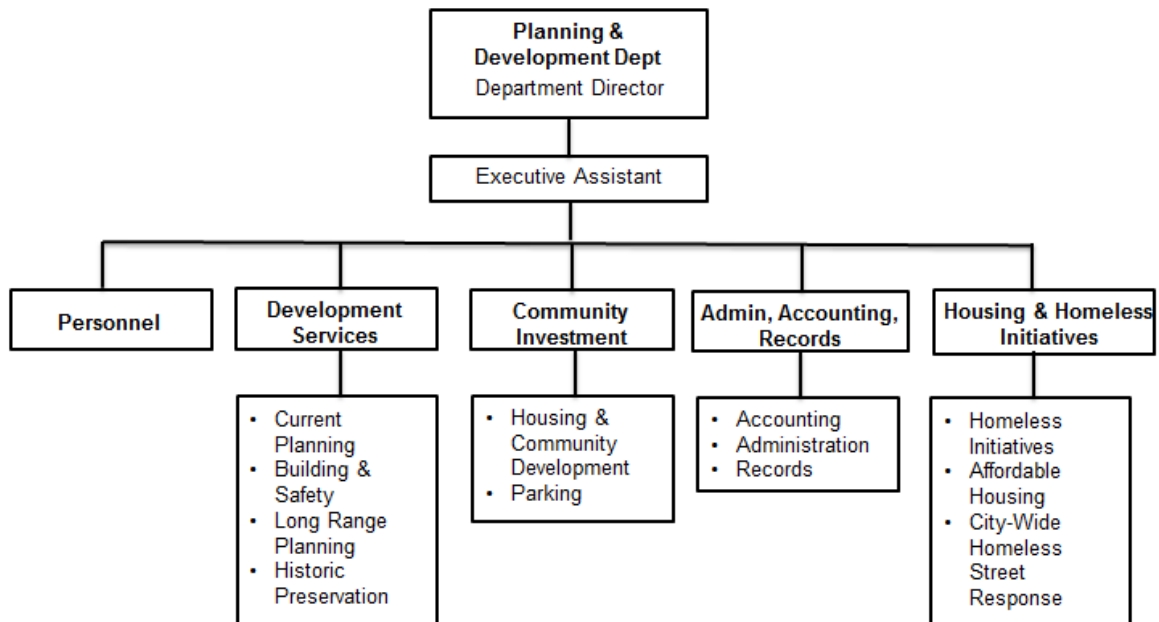 Planning &
Development Dept
Department Director
Executive Assistant
Personnel
Development
Services
Community
Investment
Admin, Accounting,
Records
Housing & Homeless
Initiatives
• Current
Planning
• Building &
Safety
• Long Range
Planning
• Historic
Preservation
• Housing &
Community
Development
• Parking
• Accounting
• Administration
• Records
• Homeless
Initiatives
• Affordable
Housing
• City-Wide
Homeless
Street
Response